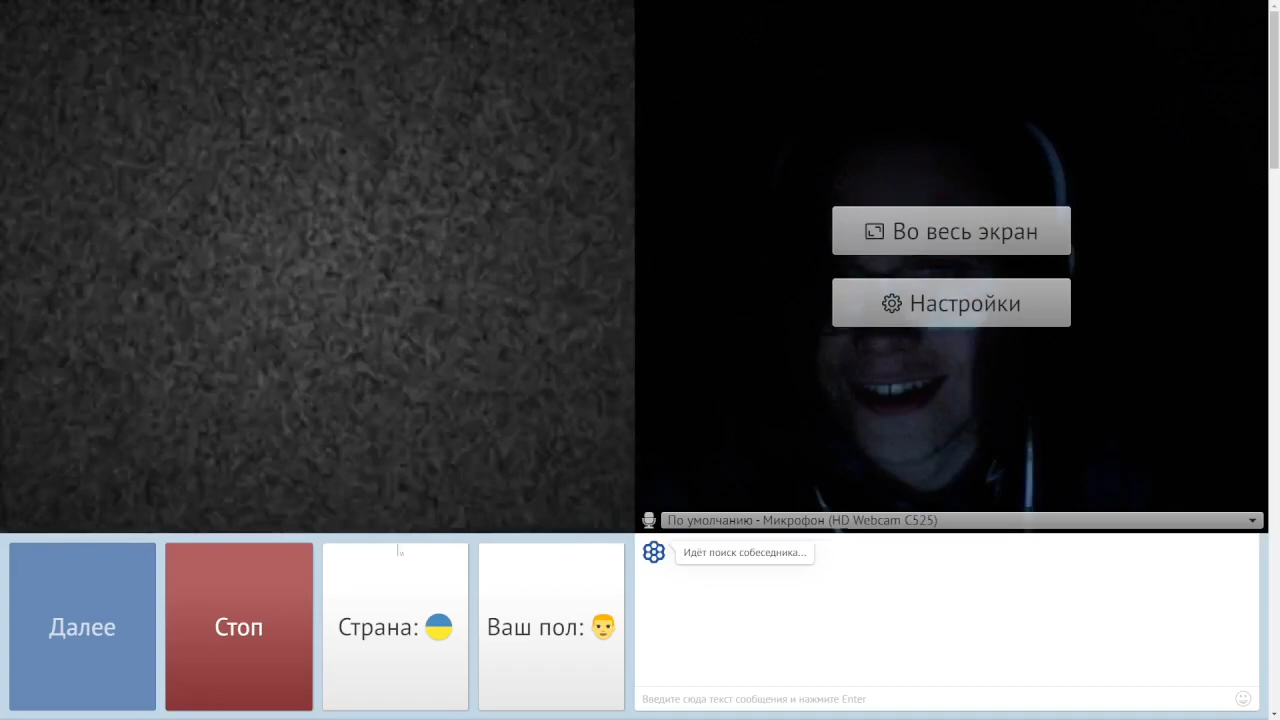 Во весь экран
Настройки
По умолчанию - Микрофон (HD Webcam C525)
Идёт поиск собеседника...
Далее
Стоп
Страна:
Ваш пол:
Введите сюда текст сообщения и нажмите Enter